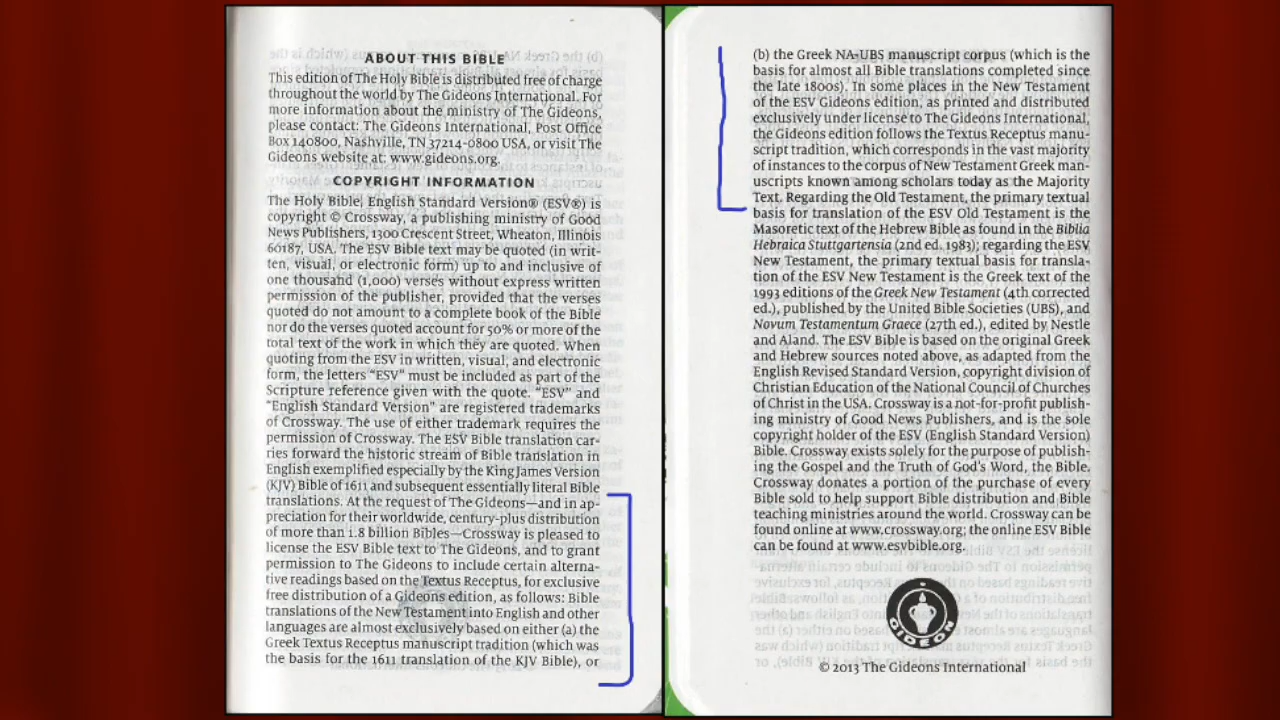 ABOUT THIS BIBLE
This edition of The Holy Bible is distributed free of charge
throughout the world by The Gideons International. For
more information about the ministry of The Gideons,
please contact: The Gideons International, Post Office
Box 140800, Nashville, TN 37214-0800 USA, or visit The
Gideons website at: www.gideons.org.
COPYRIGHT INFORMATION
The Holy Bible, English Standard Version® (ESV®) is
copyright © Crossway, a publishing ministry of Good
News Publishers, 1300 Crescent Street, Wheaton, Illinois
60187, USA. The ESV Bible text may be quoted (in writ-
ten, visual, or electronic form) up to and inclusive of
one thousand (1,000) verses without express written
permission of the publisher, provided that the verses
quoted do not amount to a complete book of the Bible
nor do the verses quoted account for 50% or more of the
total text of the work in which they are quoted. When
quoting from the ESV in written, visual, and electronic
form, the letters “ESV” must be included as part of the
Scripture reference given with the quote. “ESV” and
“English Standard Version” are registered trademarks
of Crossway. The use of either trademark requires the
permission of Crossway. The ESV Bible translation car-
ries forward the historic stream of Bible translation in
English exemplified especially by the King James Version
(KJV) Bible of 1611 and subsequent essentially literal Bible
translations. At the request of The Gideons—and in ap-
preciation for their worldwide, century-plus distribution
of more than 1.8 billion Bibles—Crossway is pleased to
license the ESV Bible text to The Gideons, and to grant
permission to The Gideons to include certain alterna-
tive readings based on the Textus Receptus, for exclusive
free distribution of a Gideons edition, as follows: Bible
translations of the New Testament into English and other
languages are almost exclusively based on either (a) the
Greek Textus Receptus manuscript tradition (which was
the basis for the 1611 translation of the KJV Bible), or
(b) the Greek NA-UBS manuscript corpus (which is the
basis for almost all Bible translations completed since
the late 1800s). In some places in the New Testament
of the ESV Gideons edition, as printed and distributed
exclusively under license to The Gideons International,
the Gideons edition follows the Textus Receptus manu-
script tradition, which corresponds in the vast majority
of instances to the corpus of New Testament Greek man-
uscripts known among scholars today as the Majority
Text. Regarding the Old Testament, the primary textual
basis for translation of the ESV Old Testament is the
Masoretic text of the Hebrew Bible as found in the Biblia
Hebraica Stuttgartensia (2nd ed. 1983); regarding the ESV
New Testament, the primary textual basis for transla-
tion of the ESV New Testament is the Greek text of the
1993 editions of the Greek New Testament (4th corrected
ed.), published by the United Bible Societies (UBS), and
Novum Testamentum Graece (27th ed.), edited by Nestle
and Aland. The ESV Bible is based on the original Greek
and Hebrew sources noted above, as adapted from the
English Revised Standard Version, copyright division of
Christian Education of the National Council of Churches
of Christ in the USA. Crossway is a not-for-profit publish-
ing ministry of Good News Publishers, and is the sole
copyright holder of the ESV (English Standard Version)
Bible. Crossway exists solely for the purpose of publish-
ing the Gospel and the Truth of God’s Word, the Bible.
Crossway donates a portion of the purchase of every
Bible sold to help support Bible distribution and Bible
teaching ministries around the world. Crossway can be
found online at www.crossway.org; the online ESV Bible
can be found at www.esvbible.org.
GIDEON
© 2013 The Gideons International